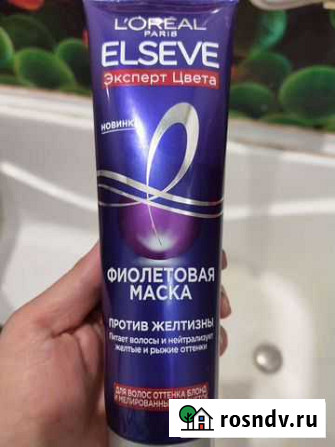 L'ORÉAL
PARIS
ELSEVE
Эксперт Цвета
НОВИНКА
ФИОЛЕТОВАЯ
МАСКА
ПРОТИВ ЖЕЛТИЗНЫ
Питает волосы и нейтрализует
желтые и рыжие оттенки
ДЛЯ ВОЛОС ОТТЕНКА БЛОНД
И МЕЛИРОВАННЫХ
rosndv.ru